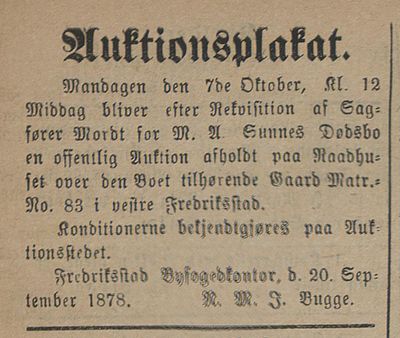 Auktionsplakat.
Mandagen den 7de Oktober, Kl. 12
Middag bliver efter Rekvisition af Sag-
fører Mordt for M. A. Sunnes Dødsbo
en offentlig Auktion afholdt paa Raadhu-
set over den Boet tilhørende Gaard Matr.-
No. 83 i vestre Fredriksstad.
Konditionerne bekjendtgjøres paa Auk-
tionsstedet.
Fredriksstad Byfogedkontor, d. 20. Sep-
tember 1878. N. M. J. Bugge.